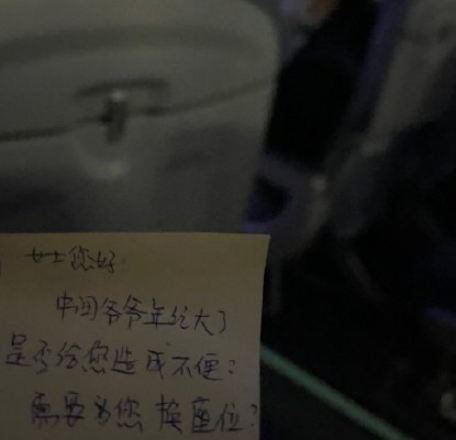 女士您好:
中间爷爷年纪大了
是否给您造成不便?
需要为您换座位?